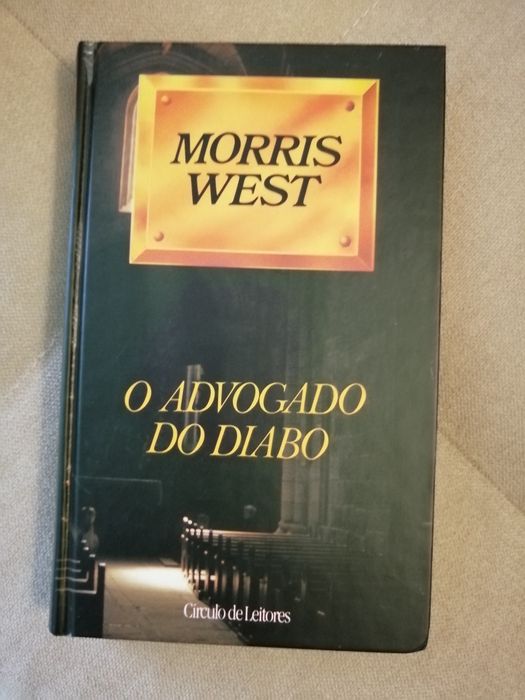 MORRIS
WEST
O ADVOGADO
DO DIABO
Círculo de Leitores